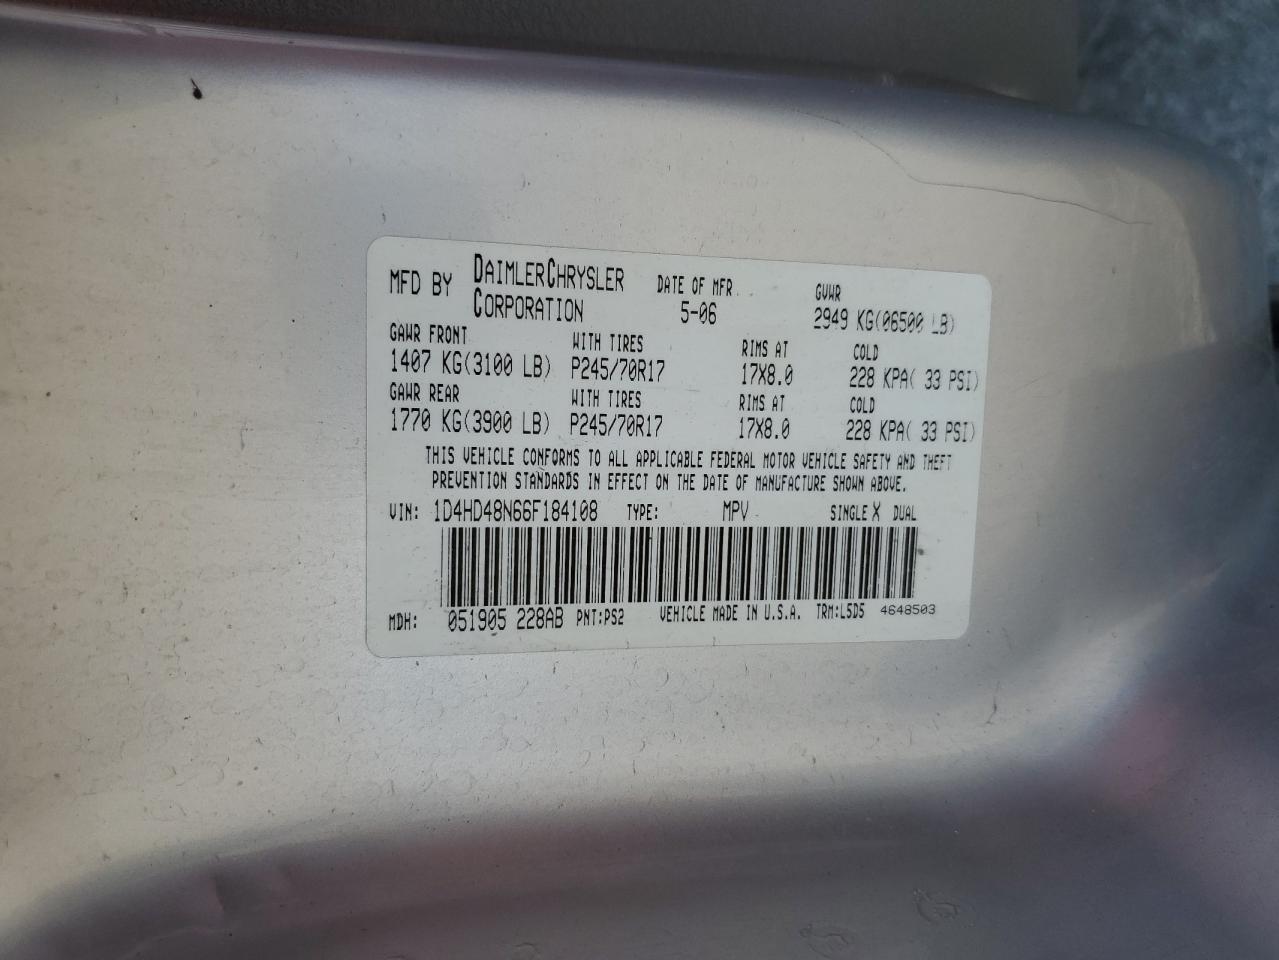 MFD BY DAIMLERCHRYSLER CORPORATION DATE OF MFR 5-06 GVWR 2949 KG(06500 LB)
GAWR FRONT WITH TIRES RIMS AT COLD
1407 KG(3100 LB) P245/70R17 17X8.0 228 KPA( 33 PSI)
GAWR REAR WITH TIRES RIMS AT COLD
1770 KG(3900 LB) P245/70R17 17X8.0 228 KPA( 33 PSI)
THIS VEHICLE CONFORMS TO ALL APPLICABLE FEDERAL MOTOR VEHICLE SAFETY AND THEFT
PREVENTION STANDARDS IN EFFECT ON THE DATE OF MANUFACTURE SHOWN ABOVE.
VIN: 1D4HD48N66F184108 TYPE: MPV SINGLE X DUAL
MDH: 051905 228AB PNT:PS2 VEHICLE MADE IN U.S.A. TRM:L5D5 4648503